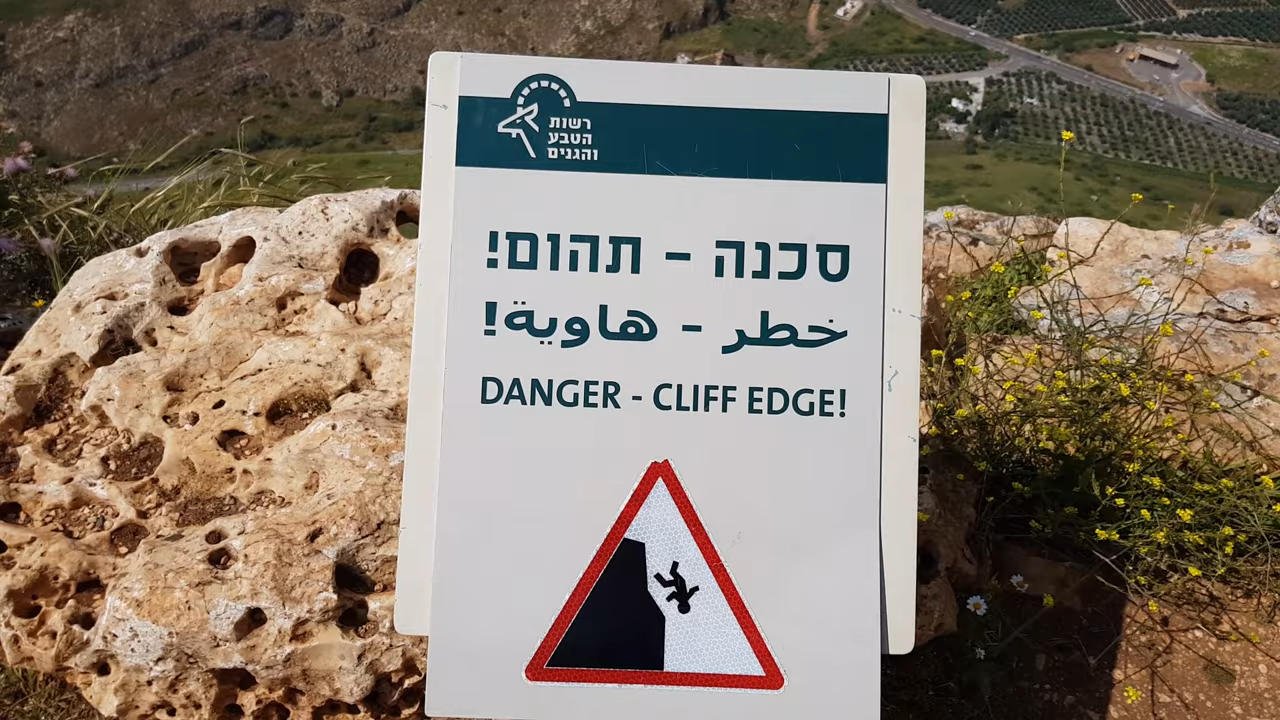 רשות
הטבע
והגנים
סכנה - תהום!
خطر - هاوية!
DANGER - CLIFF EDGE!